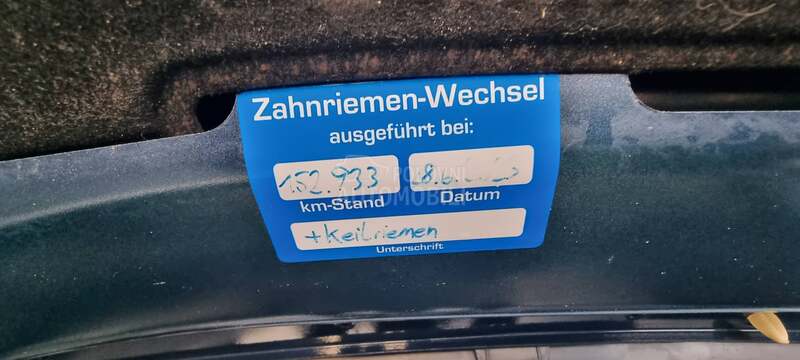 Zahnriemen-Wechsel
ausgeführt bei:
152.933
km-Stand Datum
+Keilriemen
Unterschrift